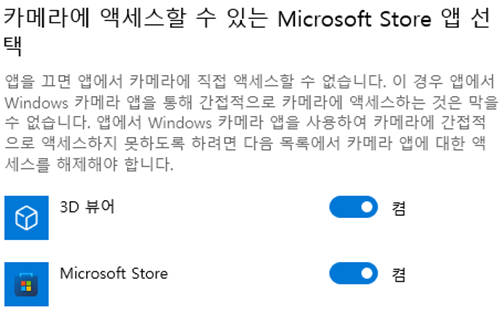 카메라에 액세스할 수 있는 Microsoft Store 앱 선
택
앱을 끄면 앱에서 카메라에 직접 액세스할 수 없습니다. 이 경우 앱에서
Windows 카메라 앱을 통해 간접적으로 카메라에 액세스하는 것은 막을
수 없습니다. 앱에서 Windows 카메라 앱을 사용하여 카메라에 간접적
으로 액세스하지 못하도록 하려면 다음 목록에서 카메라 앱에 대한 액
세스를 해제해야 합니다.
3D 뷰어 켬
Microsoft Store 켬